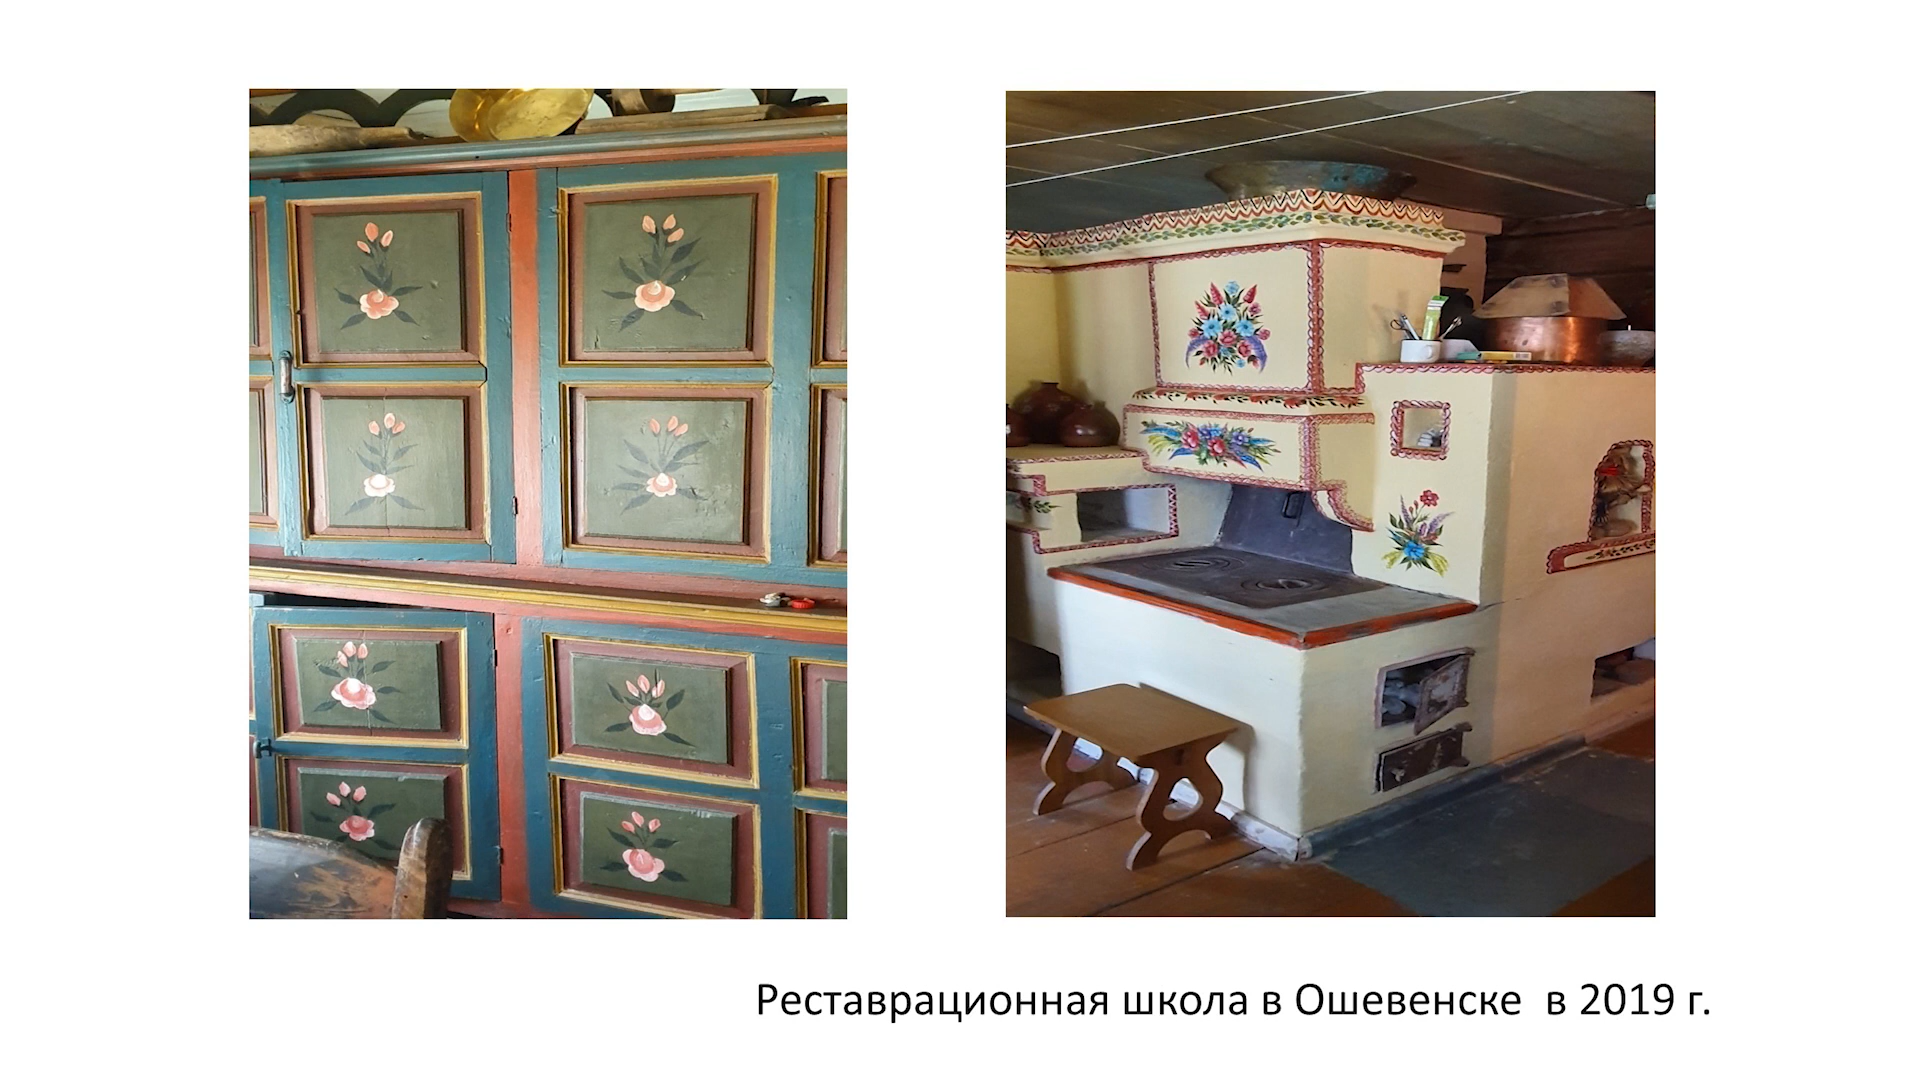 Реставрационная школа в Ошевенске  в 2019 г.